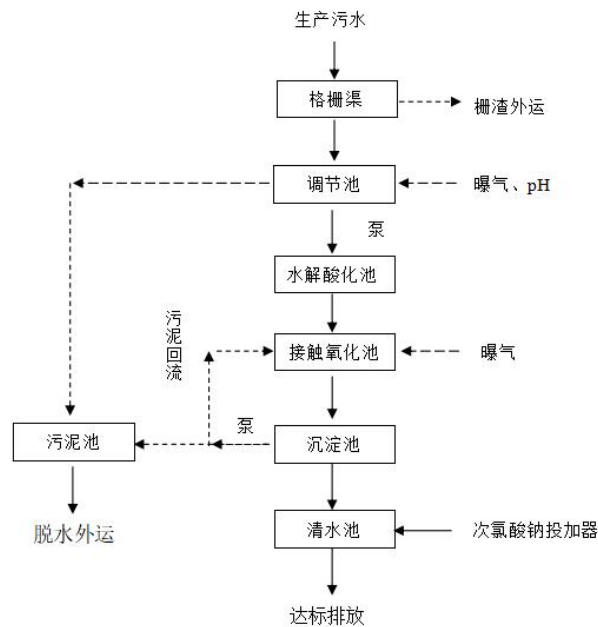 生产污水
格栅渠
栅渣外运
调节池
曝气、pH
泵
水解酸化池
污泥回流
接触氧化池
曝气
污泥池
泵
沉淀池
脱水外运
清水池
次氯酸钠投加器
达标排放